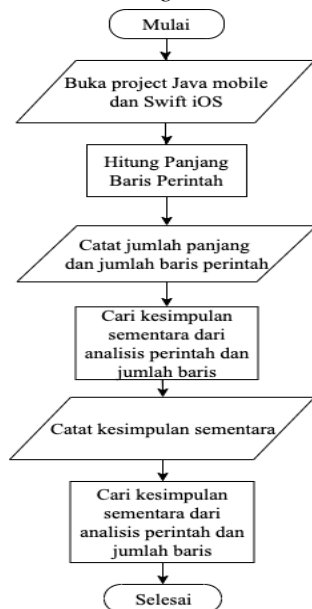 Mulai
Buka project Java mobile
dan Swift iOS
Hitung Panjang
Baris Perintah
Catat jumlah panjang
dan jumlah baris perintah
Cari kesimpulan
sementara dari
analisis perintah dan
jumlah baris
Catat kesimpulan sementara
Cari kesimpulan
sementara dari
analisis perintah dan
jumlah baris
Selesai